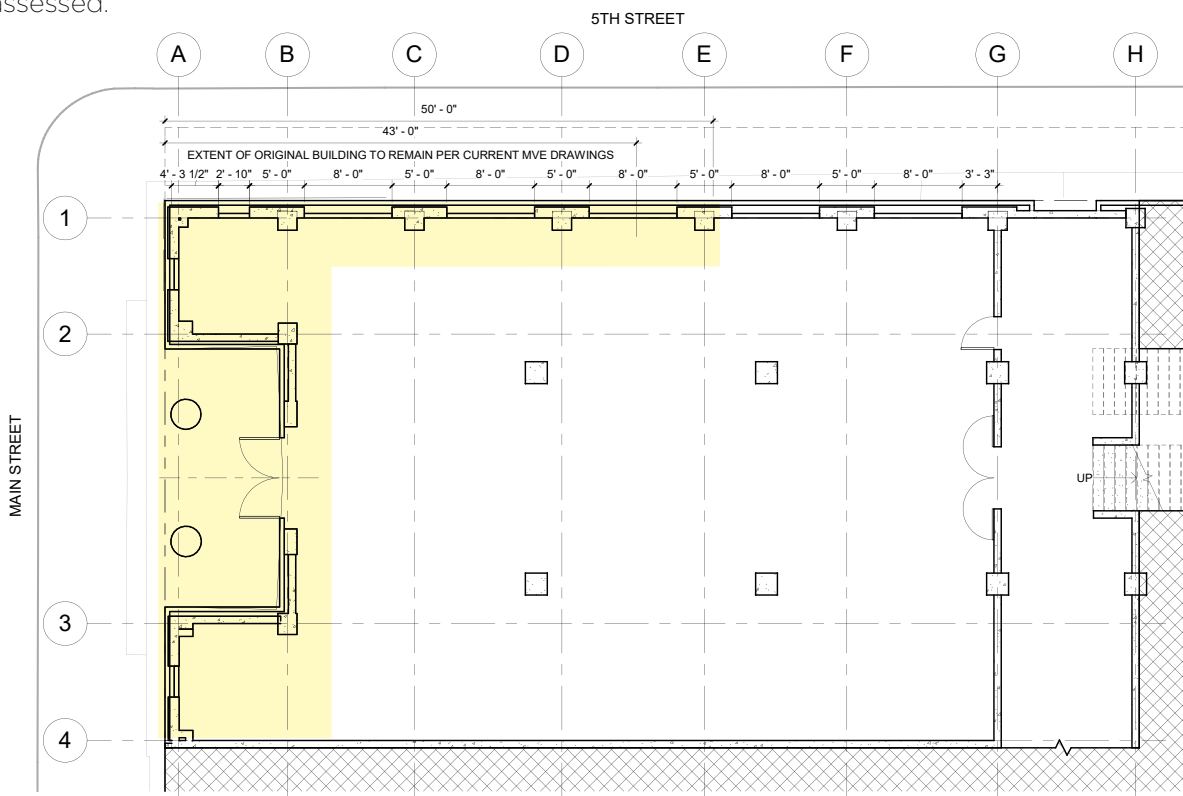 assessed.
5TH STREET
A B C D E F G H
50' - 0"
43' - 0"
EXTENT OF ORIGINAL BUILDING TO REMAIN PER CURRENT MVE DRAWINGS
4' - 3 1/2" 2' - 10" 5' - 0" 8' - 0" 5' - 0" 8' - 0" 5' - 0" 8' - 0" 5' - 0" 8' - 0" 5' - 0" 8' - 0" 3' - 3"
1
2
MAIN STREET
UP
3
4